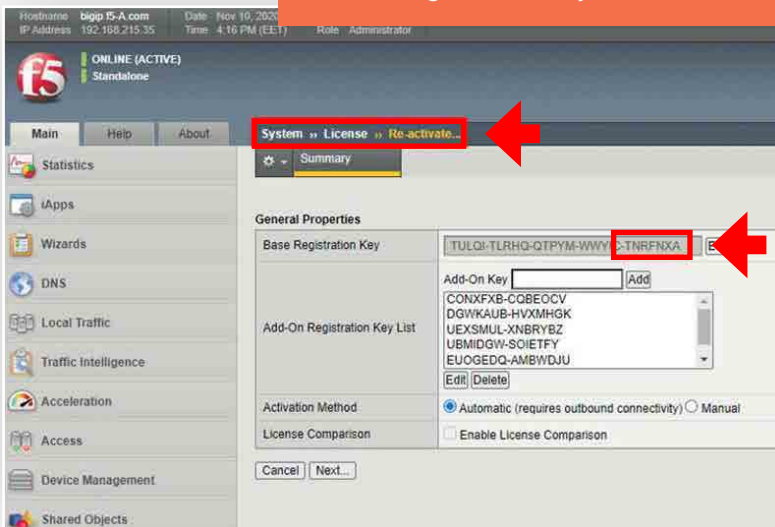 Hostname bigip.f5-A.com Date Nov 10, 2020
IP Address 192.168.215.35 Time 4:16 PM (EET) Role Administrator
f5
ONLINE (ACTIVE)
Standalone
Main Help About System ›› License ›› Re-activate...
Summary
Statistics
iApps
Wizards
DNS
Local Traffic
Traffic Intelligence
Acceleration
Access
Device Management
Shared Objects
General Properties
Base Registration Key TULQI-TLRHQ-QTPYM-WWY C-TNRFNXA
Add-On Key Add
Add-On Registration Key List
CONXFXB-CQBEOCV
DGWKAUB-HVXMHGK
UEXSMUL-XNBRYBZ
UBMIDGW-SOIETFY
EUOGEDQ-AMBWDJU
Edit Delete
Activation Method Automatic (requires outbound connectivity) Manual
License Comparison Enable License Comparison
Cancel Next...